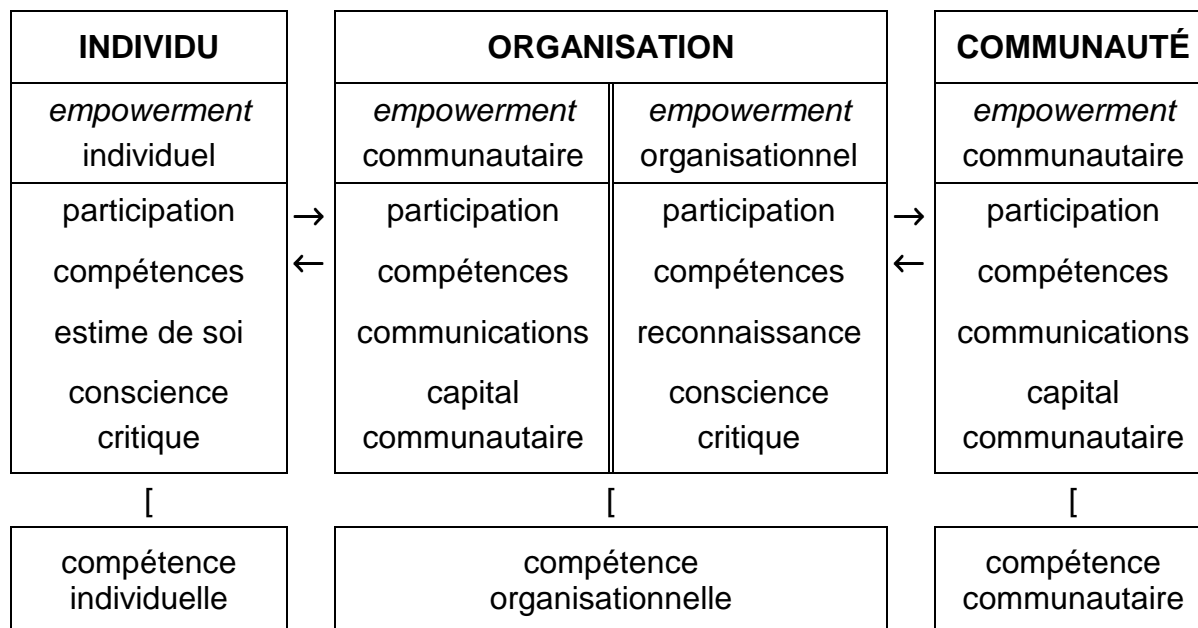 INDIVIDU
ORGANISATION
COMMUNAUTÉ
empowerment
individuel
empowerment
communautaire
empowerment
organisationnel
empowerment
communautaire
participation
→
participation
participation
→
participation
compétences
←
compétences
compétences
←
compétences
estime de soi
communications
reconnaissance
communications
conscience
critique
capital
communautaire
conscience
critique
capital
communautaire
[
[
[
compétence
individuelle
compétence
organisationnelle
compétence
communautaire